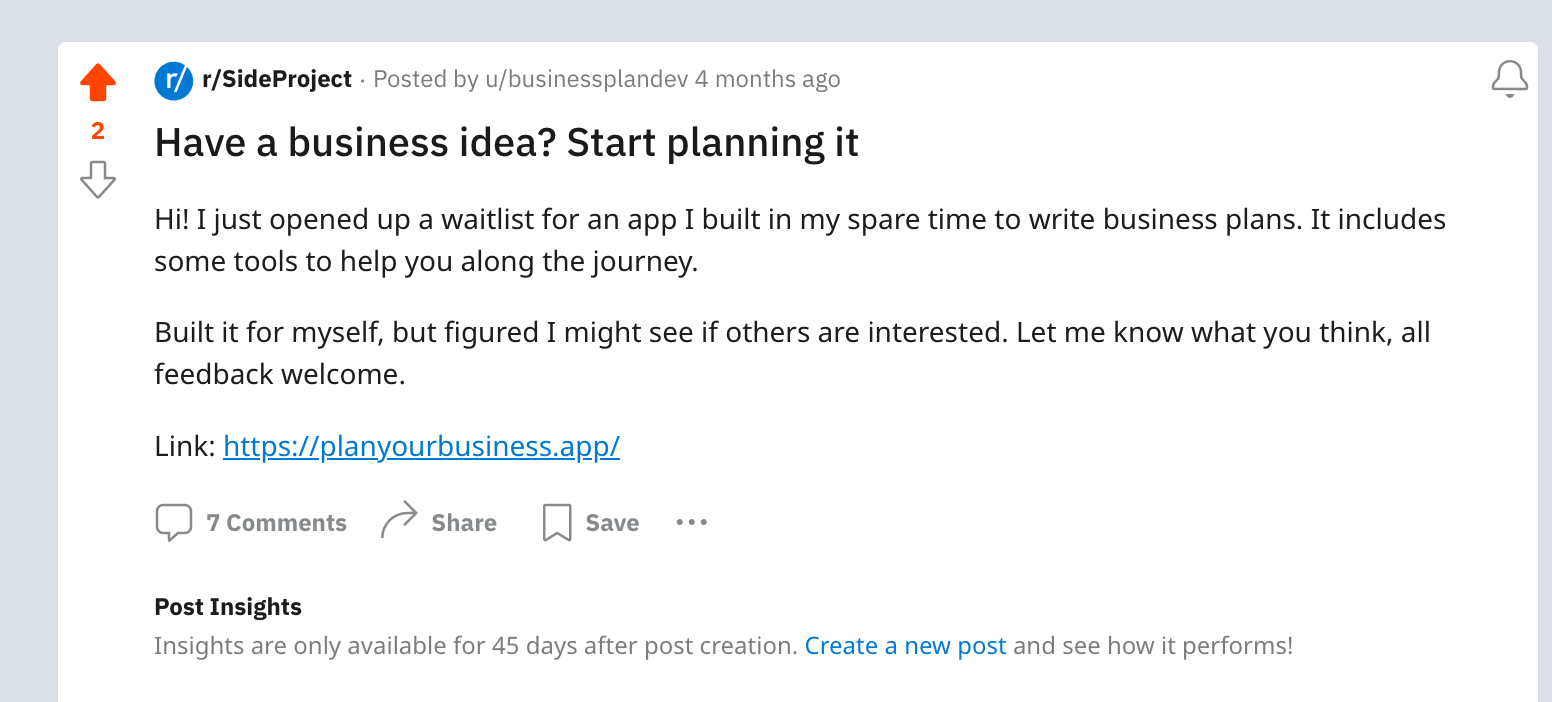 r/ r/SideProject · Posted by u/businessplandev 4 months ago
2
Have a business idea? Start planning it
Hi! I just opened up a waitlist for an app I built in my spare time to write business plans. It includes
some tools to help you along the journey.
Built it for myself, but figured I might see if others are interested. Let me know what you think, all
feedback welcome.
Link: https://planyourbusiness.app/
7 Comments Share Save ...
Post Insights
Insights are only available for 45 days after post creation. Create a new post and see how it performs!